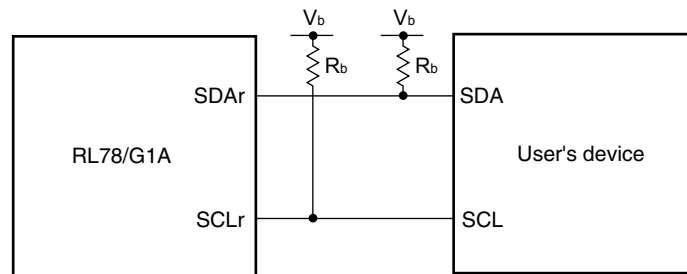 Vb Vb
Rb Rb
SDAr SDA
RL78/G1A User's device
SCLr SCL